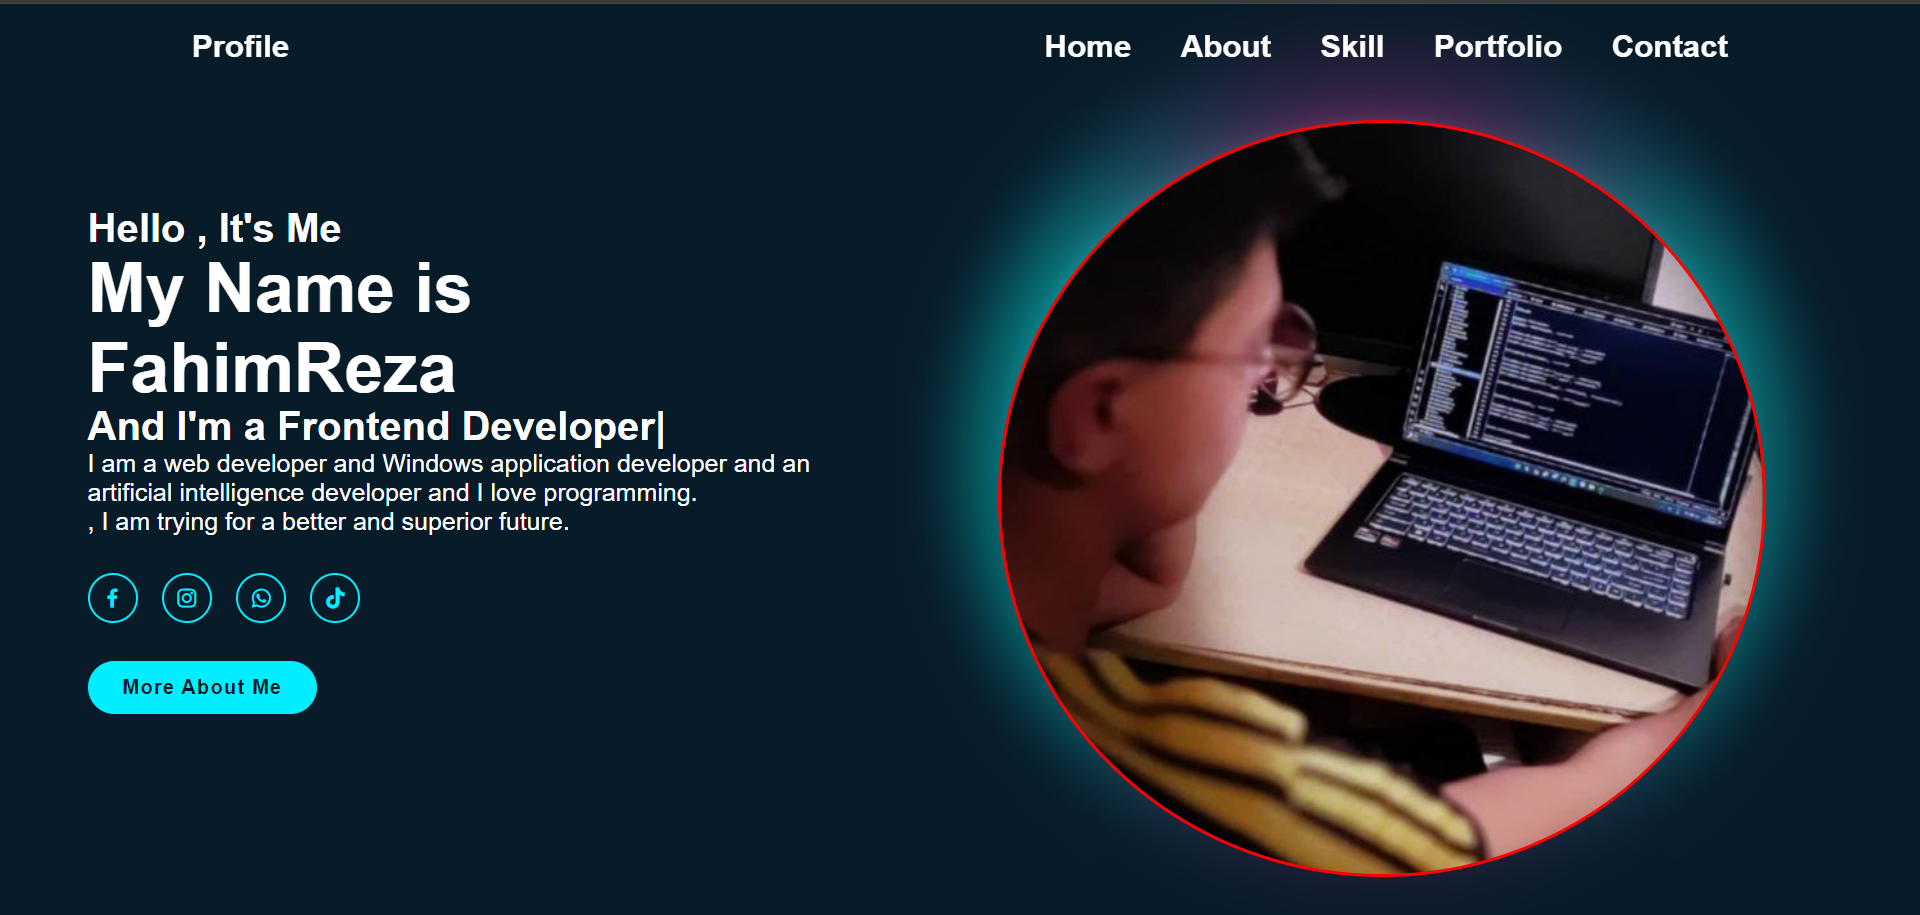 Profile
Home About Skill Portfolio Contact
Hello , It's Me
My Name is
FahimReza
And I'm a Frontend Developer|
I am a web developer and Windows application developer and an
artificial intelligence developer and I love programming.
, I am trying for a better and superior future.
More About Me